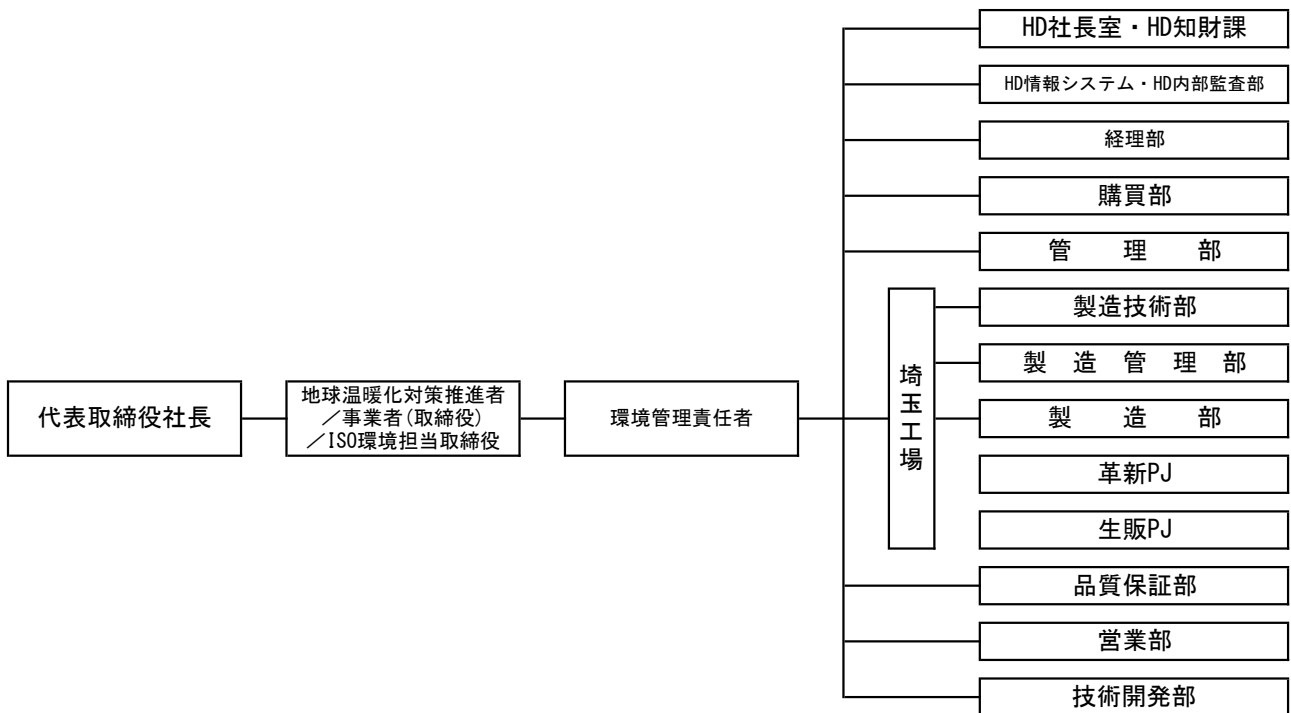 代表取締役社長
地球温暖化対策推進者
／事業者(取締役)
／ISO環境担当取締役
環境管理責任者
埼玉工場
HD社長室・HD知財課
HD情報システム・HD内部監査部
経理部
購買部
管　理　部
製造技術部
製　造　管　理　部
製　造　部
革新PJ
生販PJ
品質保証部
営業部
技術開発部